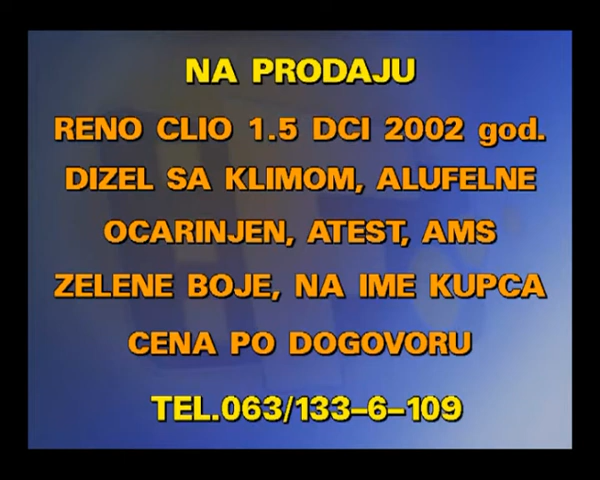 NA PRODAJU
RENO CLIO 1.5 DCI 2002 god.
DIZEL SA KLIMOM, ALUFELNE
OCARINJEN, ATEST, AMS
ZELENE BOJE, NA IME KUPCA
CENA PO DOGOVORU
TEL.063/133-6-109